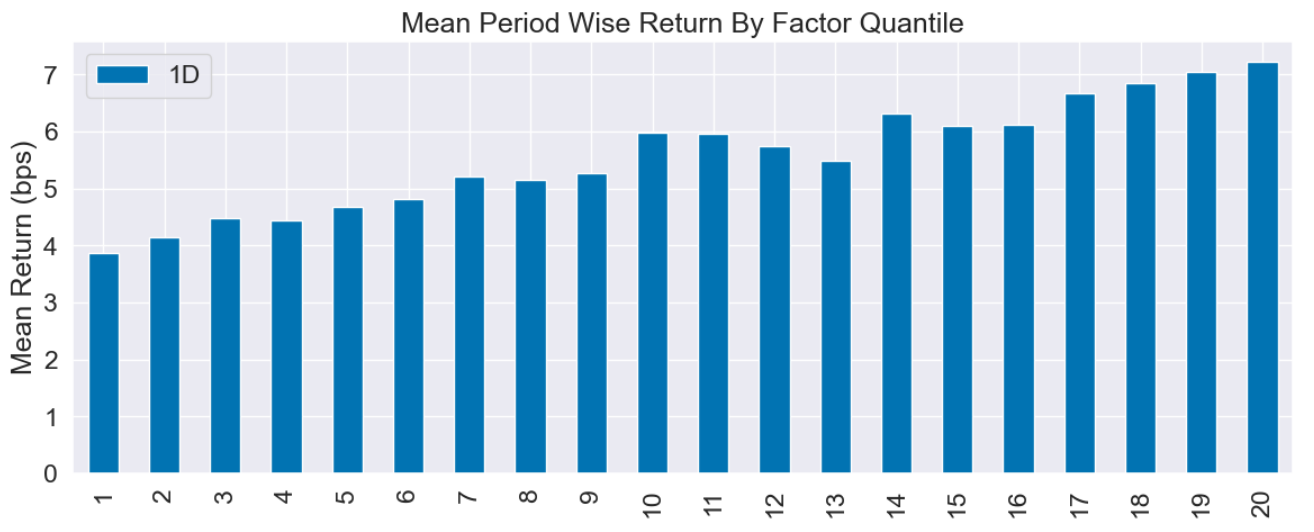 Mean Period Wise Return By Factor Quantile
1D
Mean Return (bps)
7
6
5
4
3
2
1
0
1 2 3 4 5 6 7 8 9 10 11 12 13 14 15 16 17 18 19 20